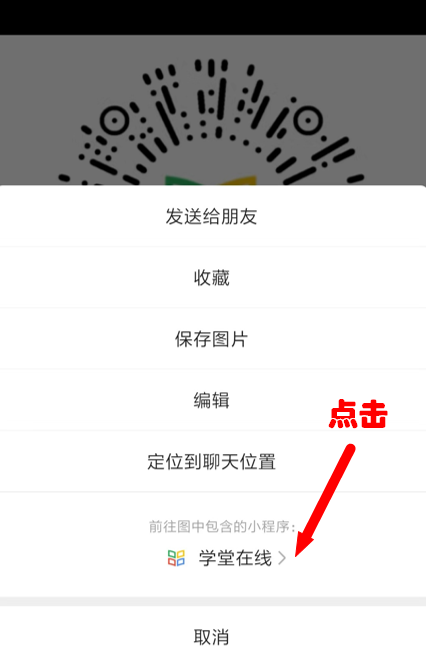 发送给朋友
收藏
保存图片
编辑
点击
定位到聊天位置
前往图中包含的小程序:
学堂在线
取消